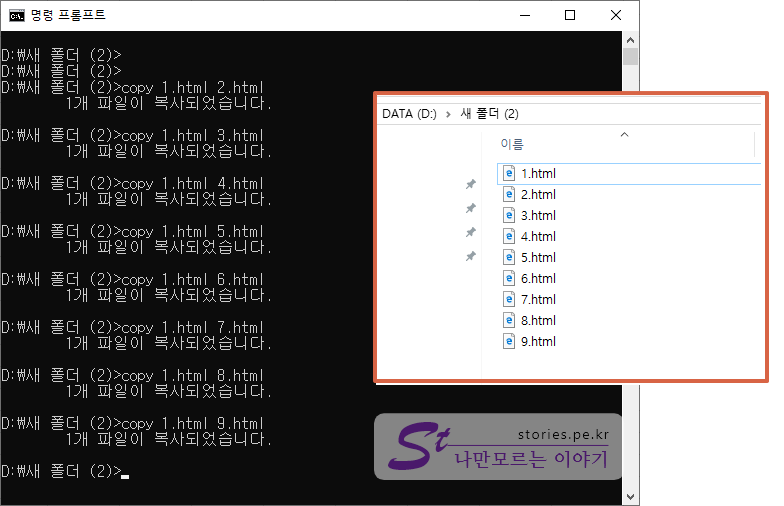 명령 프롬프트
D:\새 폴더 (2)>
D:\새 폴더 (2)>
D:\새 폴더 (2)>copy 1.html 2.html
1개 파일이 복사되었습니다.
D:\새 폴더 (2)>copy 1.html 3.html
1개 파일이 복사되었습니다.
D:\새 폴더 (2)>copy 1.html 4.html
1개 파일이 복사되었습니다.
D:\새 폴더 (2)>copy 1.html 5.html
1개 파일이 복사되었습니다.
D:\새 폴더 (2)>copy 1.html 6.html
1개 파일이 복사되었습니다.
D:\새 폴더 (2)>copy 1.html 7.html
1개 파일이 복사되었습니다.
D:\새 폴더 (2)>copy 1.html 8.html
1개 파일이 복사되었습니다.
D:\새 폴더 (2)>copy 1.html 9.html
1개 파일이 복사되었습니다.
D:\새 폴더 (2)>
DATA (D:) > 새 폴더 (2)
이름
1.html
2.html
3.html
4.html
5.html
6.html
7.html
8.html
9.html
St
stories.pe.kr
나만모르는 이야기